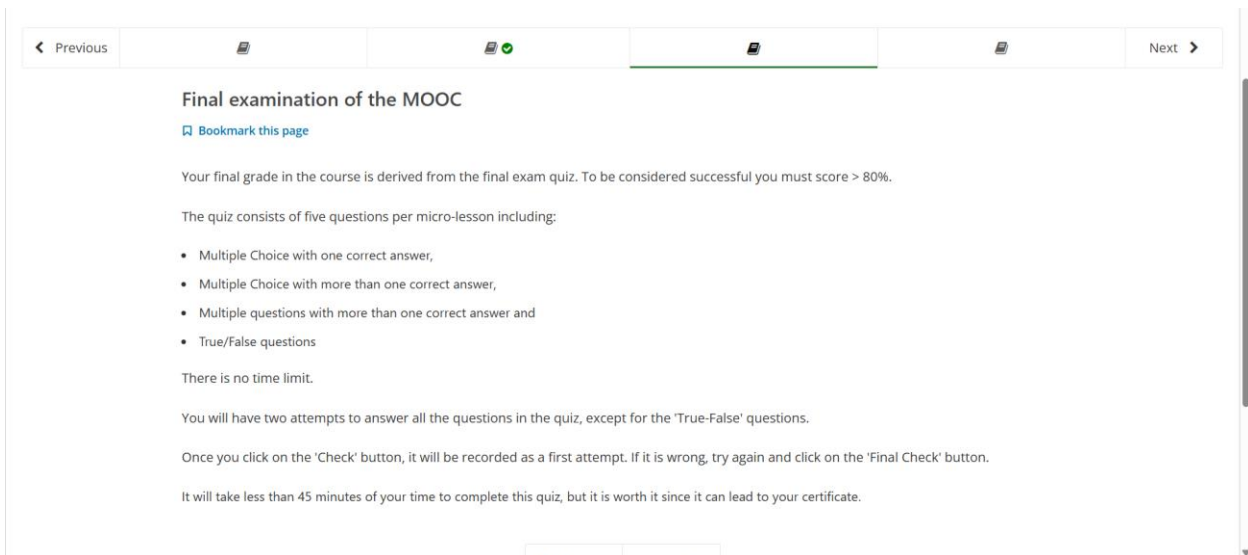 Previous
Next
Final examination of the MOOC
Bookmark this page
Your final grade in the course is derived from the final exam quiz. To be considered successful you must score > 80%.
The quiz consists of five questions per micro-lesson including:
Multiple Choice with one correct answer,
Multiple Choice with more than one correct answer,
Multiple questions with more than one correct answer and
True/False questions
There is no time limit.
You will have two attempts to answer all the questions in the quiz, except for the 'True-False' questions.
Once you click on the 'Check' button, it will be recorded as a first attempt. If it is wrong, try again and click on the 'Final Check' button.
It will take less than 45 minutes of your time to complete this quiz, but it is worth it since it can lead to your certificate.